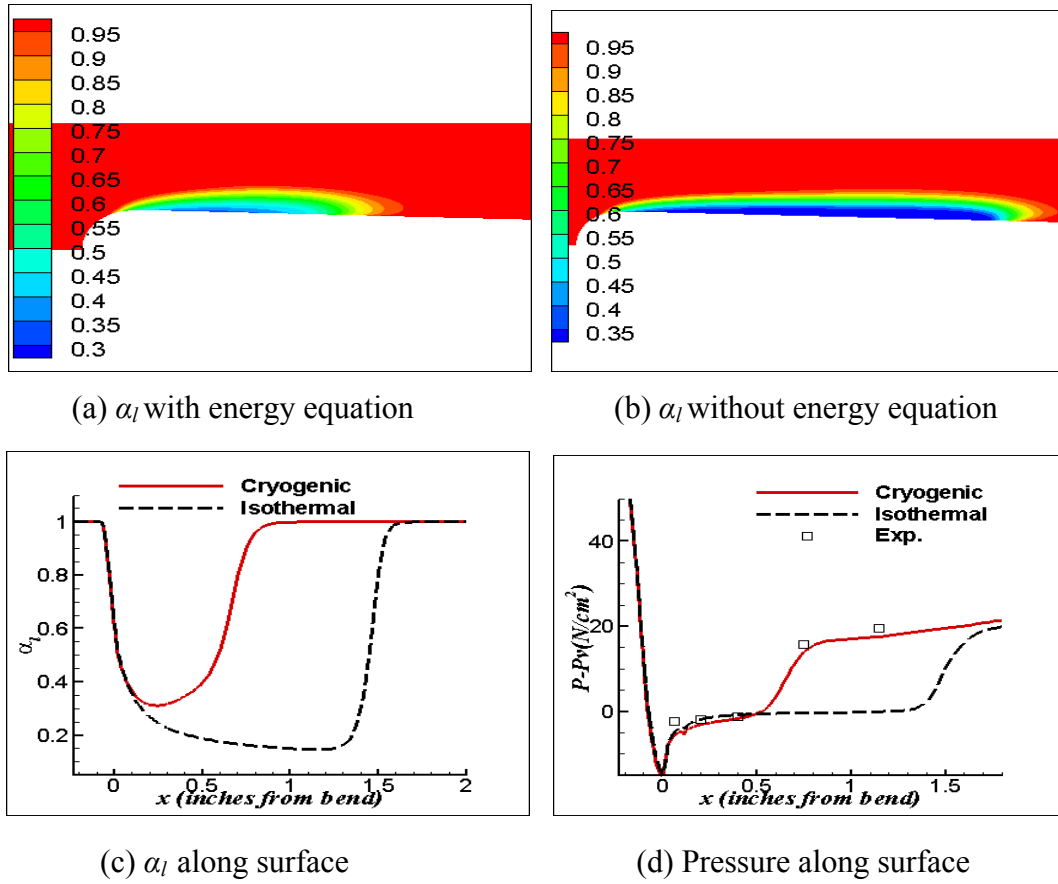 0.95
0.9
0.85
0.8
0.75
0.7
0.65
0.6
0.55
0.5
0.45
0.4
0.35
0.3
0.95
0.9
0.85
0.8
0.75
0.7
0.65
0.6
0.55
0.5
0.45
0.4
0.35
(a) αl with energy equation
(b) αl without energy equation
Cryogenic
Isothermal
1
0.8
0.6
0.4
0.2
αl
0 0.5 1 1.5 2
x (inches from bend)
Cryogenic
Isothermal
Exp.
40
20
0
P-Pv(N/cm²)
0 0.5 1 1.5
x (inches from bend)
(c) αl along surface
(d) Pressure along surface